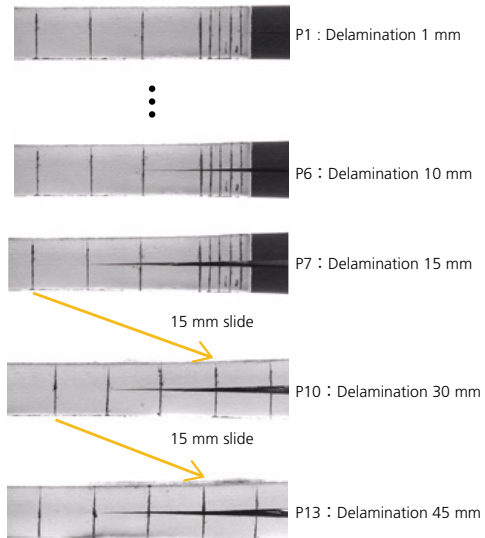 P1 : Delamination 1 mm
P6：Delamination 10 mm
P7：Delamination 15 mm
15 mm slide
P10：Delamination 30 mm
15 mm slide
P13：Delamination 45 mm